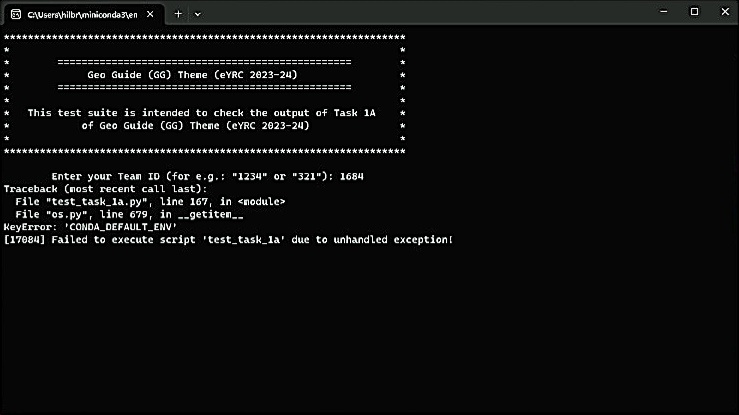 C:\Users\hilbr\miniconda3\en
*******************************************************************
* *
* ================================================= *
* Geo Guide (GG) Theme (eYRC 2023-24) *
* ================================================= *
* *
* This test suite is intended to check the output of Task 1A *
* of Geo Guide (GG) Theme (eYRC 2023-24) *
* *
*******************************************************************
Enter your Team ID (for e.g.: "1234" or "321"): 1684
Traceback (most recent call last):
File "test_task_1a.py", line 167, in <module>
File "os.py", line 679, in __getitem__
KeyError: 'CONDA_DEFAULT_ENV'
[17084] Failed to execute script 'test_task_1a' due to unhandled exception!